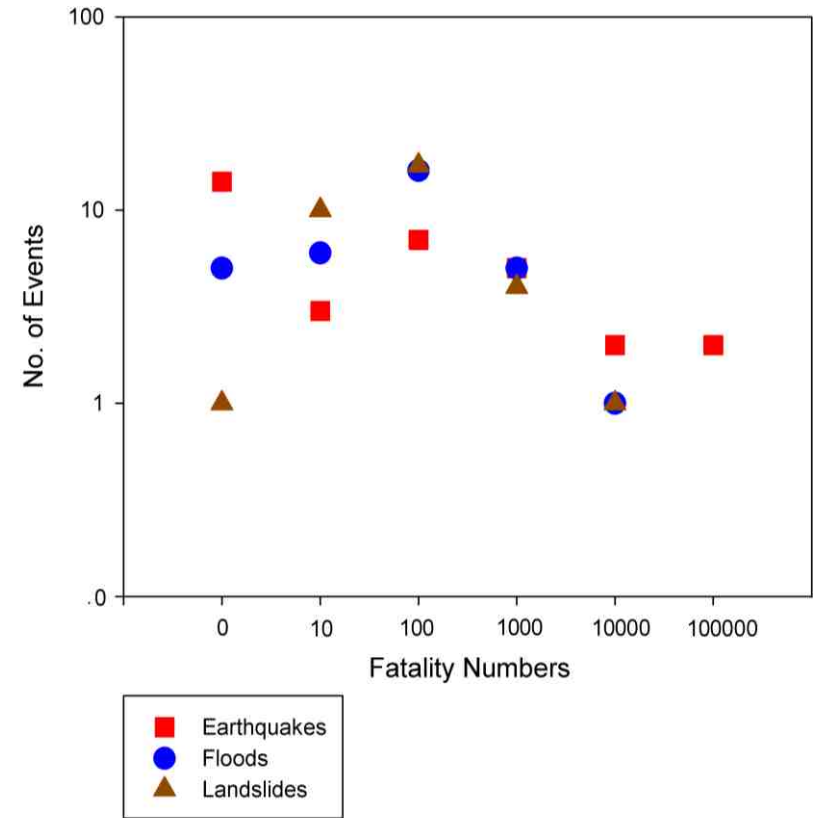 100
10
1
.0
No. of Events
0 10 100 1000 10000 100000
Fatality Numbers
Earthquakes
Floods
Landslides